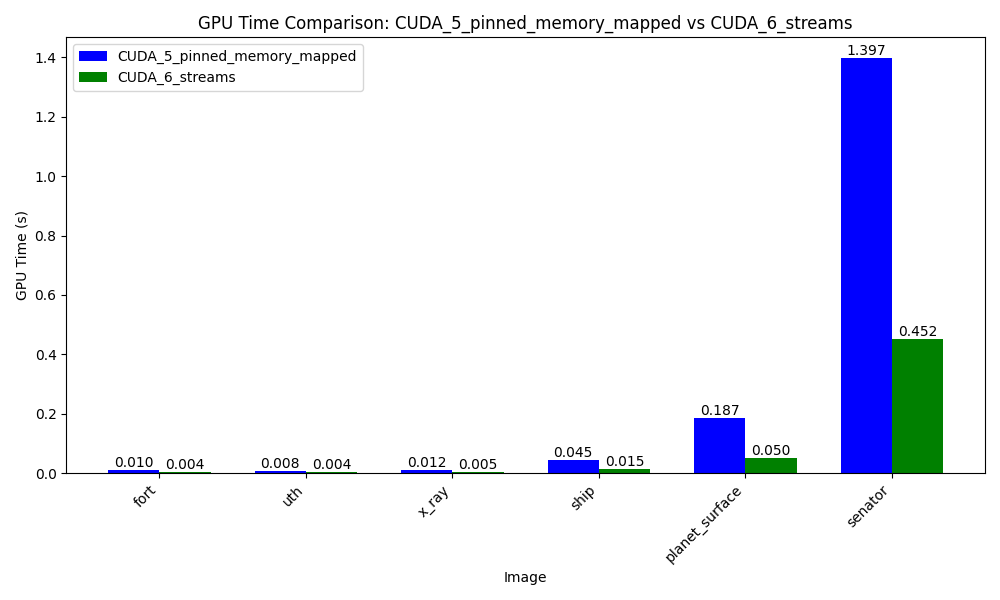 GPU Time Comparison: CUDA_5_pinned_memory_mapped vs CUDA_6_streams
CUDA_5_pinned_memory_mapped
CUDA_6_streams
GPU Time (s)
1.4
1.2
1.0
0.8
0.6
0.4
0.2
0.0
0.010 0.004 0.008 0.004 0.012 0.005 0.045 0.015 0.187 0.050 1.397 0.452
fort uth x_ray ship planet_surface senator
Image